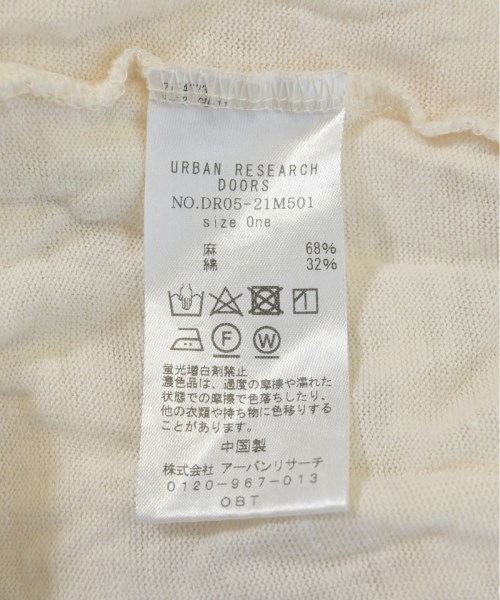 URBAN RESEARCH
DOORS
NO.DR05-21M501
size One
麻 68%
綿 32%
F W
蛍光増白剤禁止
濃色品は、過度の摩擦や濡れた
状態での摩擦で色落ちしたり、
他の衣類や持ち物に色移りする
ことがあります。
中国製
株式会社 アーバンリサーチ
0120-967-013
OBT